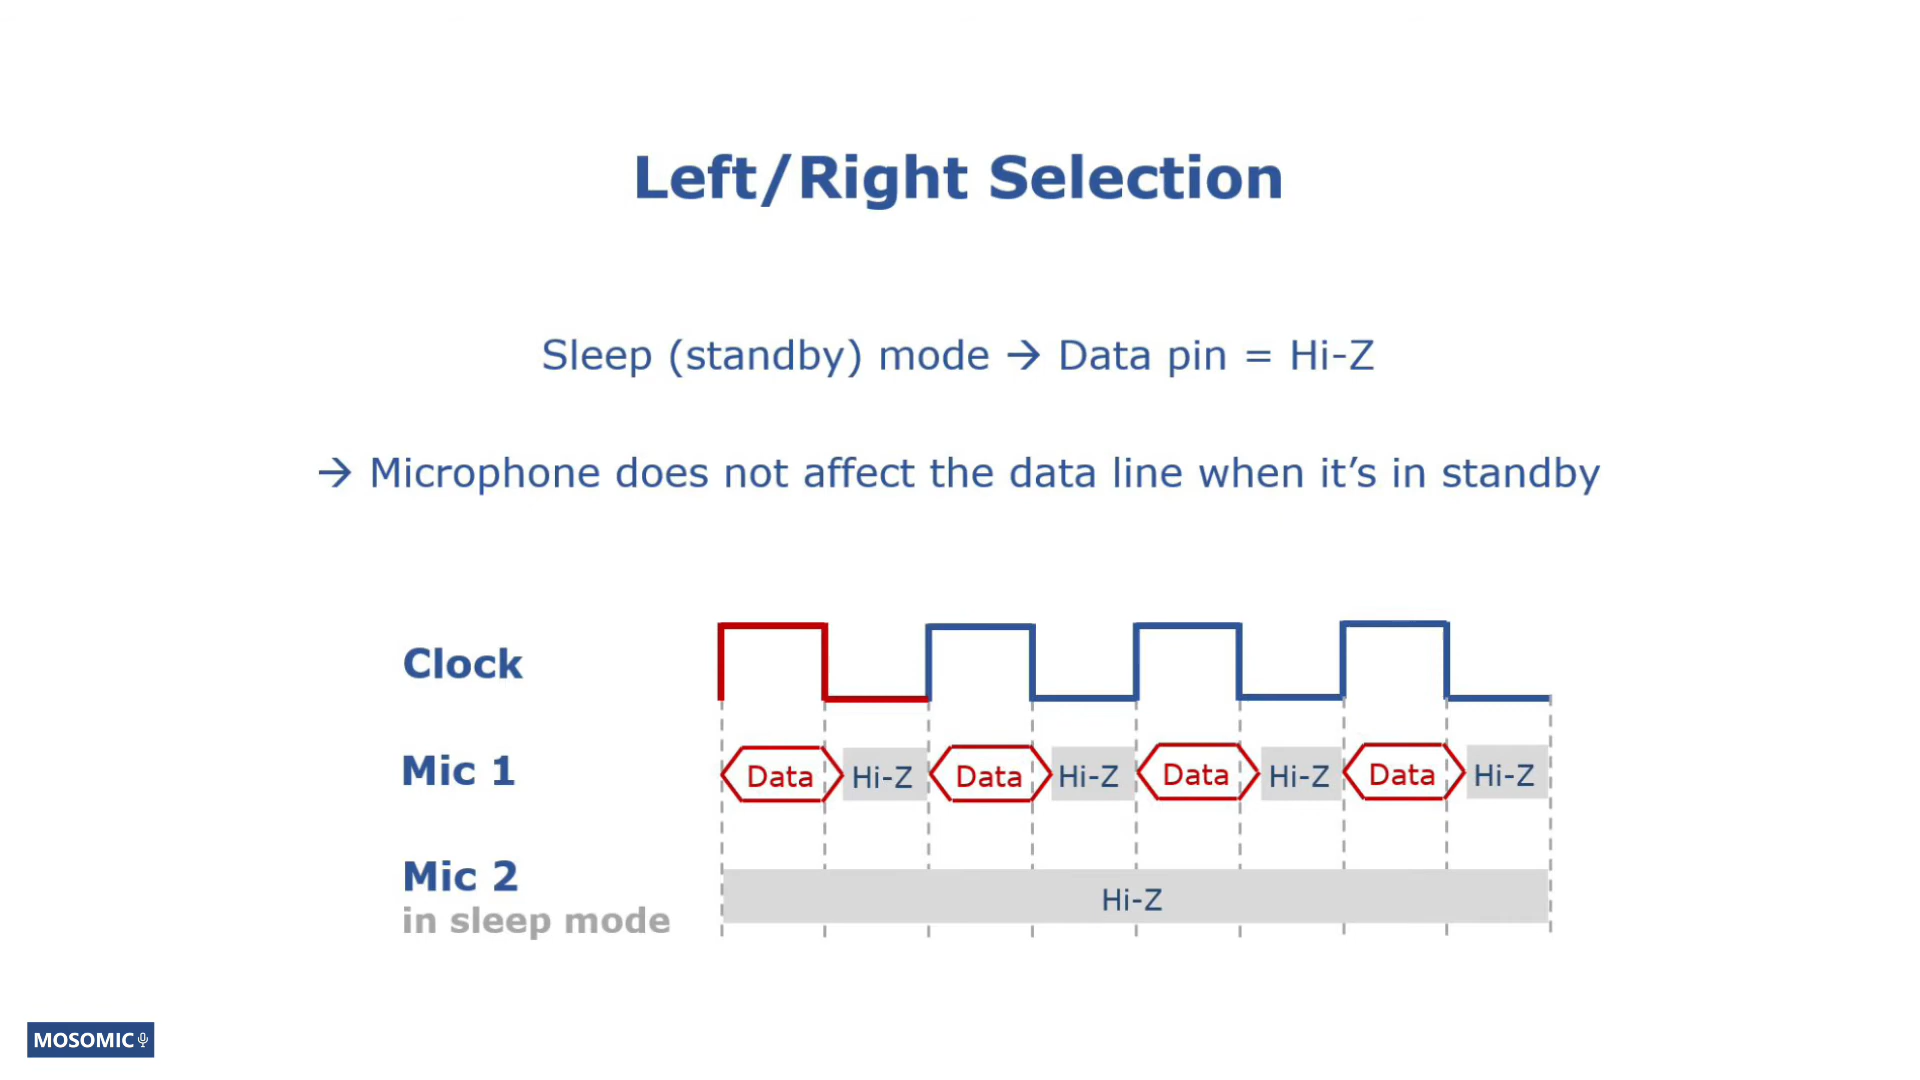 Left/Right Selection
Sleep (standby) mode → Data pin = Hi-Z
→ Microphone does not affect the data line when it’s in standby
Clock
Mic 1
Data Hi-Z Data Hi-Z Data Hi-Z Data Hi-Z
Mic 2
in sleep mode
Hi-Z
MOSOMIC